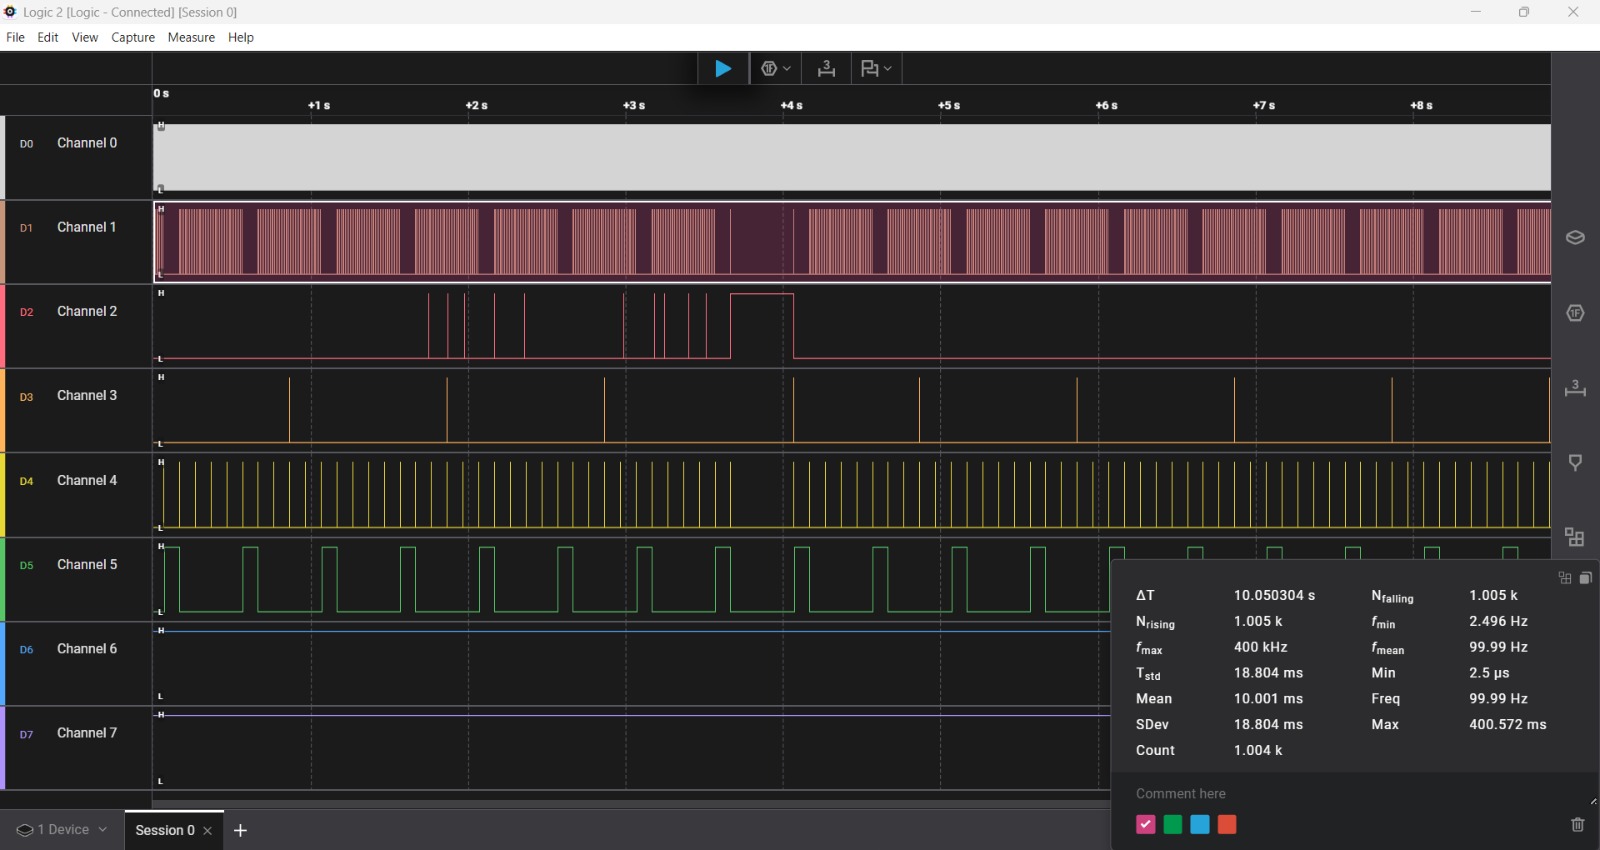 Logic 2 [Logic - Connected] [Session 0]
File Edit View Capture Measure Help
1F 3
0 s
+1 s +2 s +3 s +4 s +5 s +6 s +7 s +8 s
D0 Channel 0 H L
D1 Channel 1 H L
D2 Channel 2 H L
1F
D3 Channel 3 H L
3
D4 Channel 4 H L
D5 Channel 5 H L
D6 Channel 6 H L
D7 Channel 7 H L
ΔT 10.050304 s Nfalling 1.005 k
Nrising 1.005 k fmin 2.496 Hz
fmax 400 kHz fmean 99.99 Hz
Tstd 18.804 ms Min 2.5 µs
Mean 10.001 ms Freq 99.99 Hz
SDev 18.804 ms Max 400.572 ms
Count 1.004 k
Comment here
1 Device Session 0